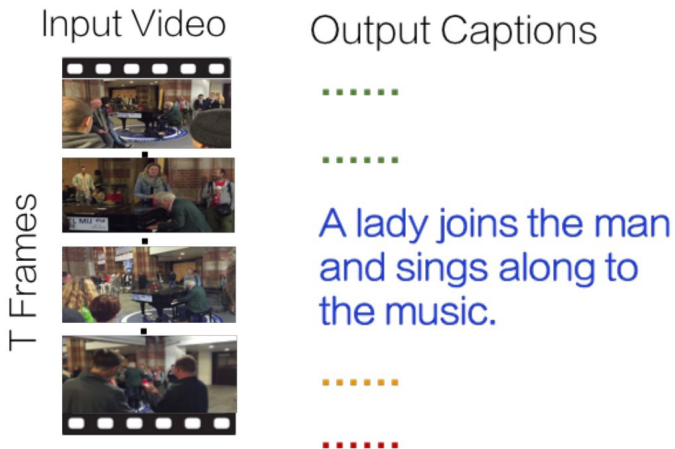 Input Video
Output Captions
T Frames
A lady joins the man
and sings along to
the music.